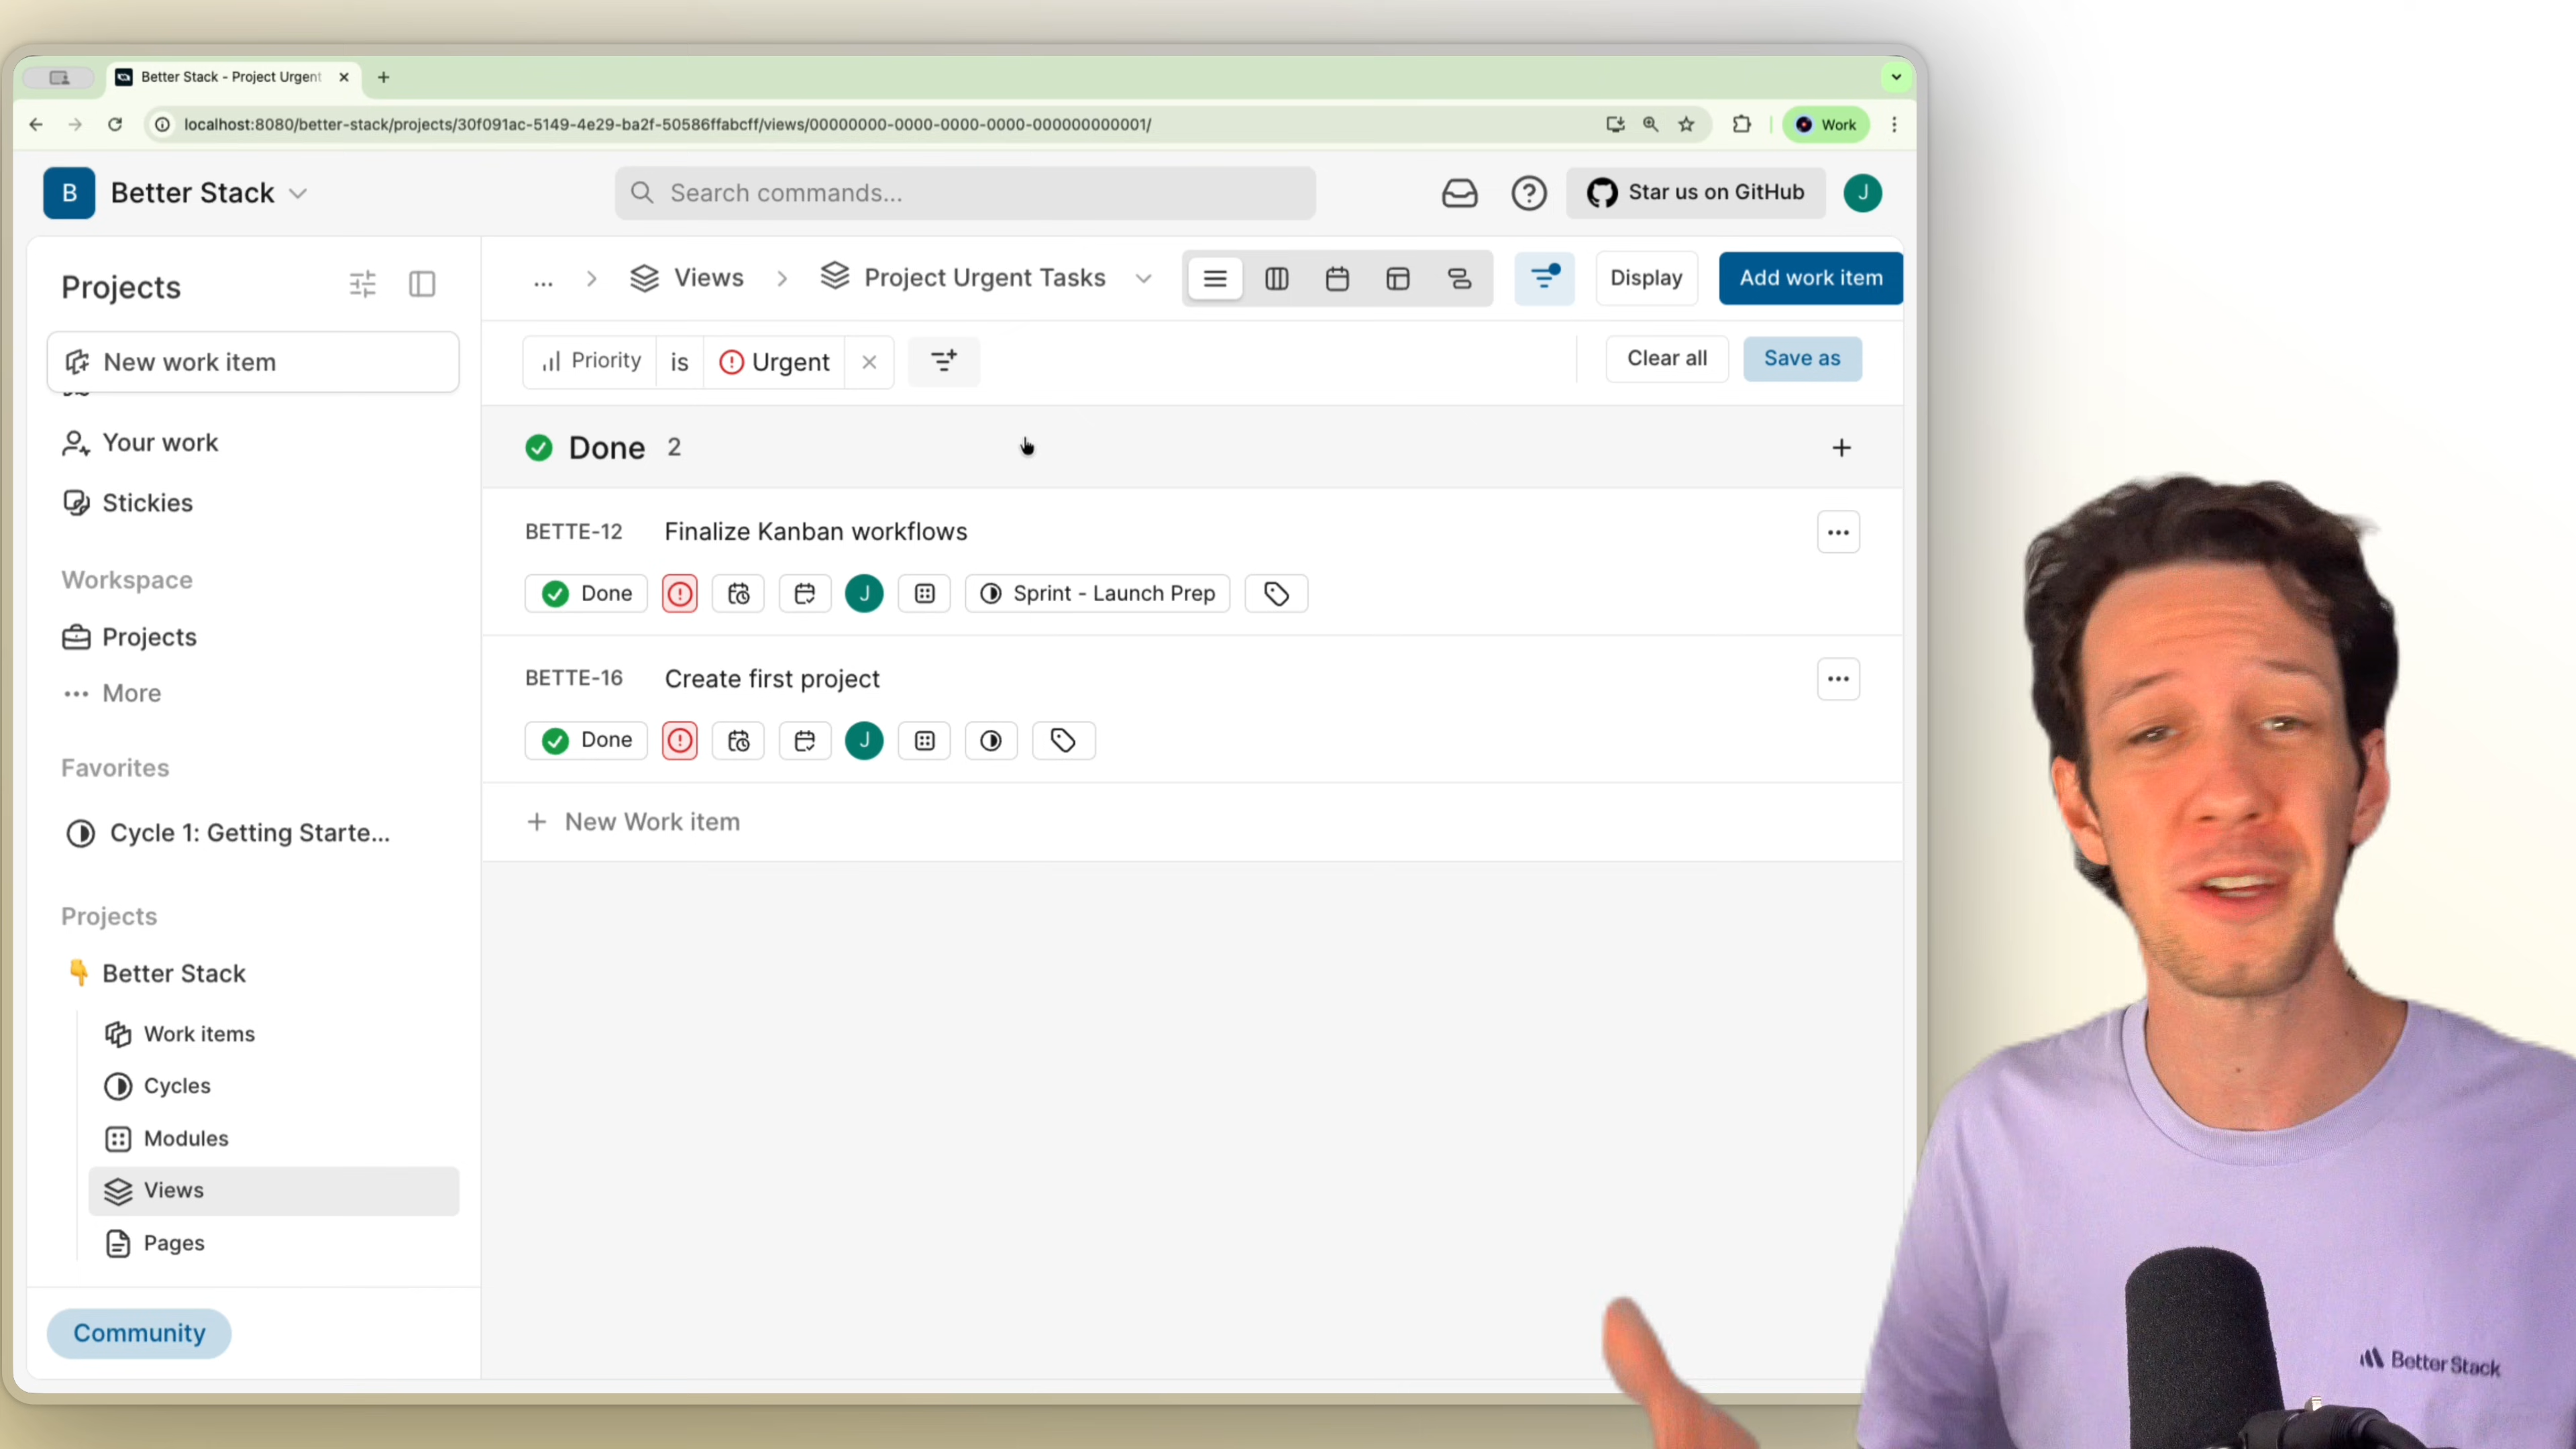 Better Stack - Project Urgent
localhost:8080/better-stack/projects/30f091ac-5149-4e29-ba2f-50586ffabcff/views/00000000-0000-0000-0000-000000000001/
Work
B Better Stack
Search commands...
Star us on GitHub
J
Projects
New work item
Your work
Stickies
Workspace
Projects
More
Favorites
Cycle 1: Getting Starte...
Projects
Better Stack
Work items
Cycles
Modules
Views
Pages
Community
... Views Project Urgent Tasks
Display
Add work item
Priority is Urgent
Clear all
Save as
Done 2
BETTE-12 Finalize Kanban workflows
Done J Sprint - Launch Prep
BETTE-16 Create first project
Done J
New Work item
Better Stack